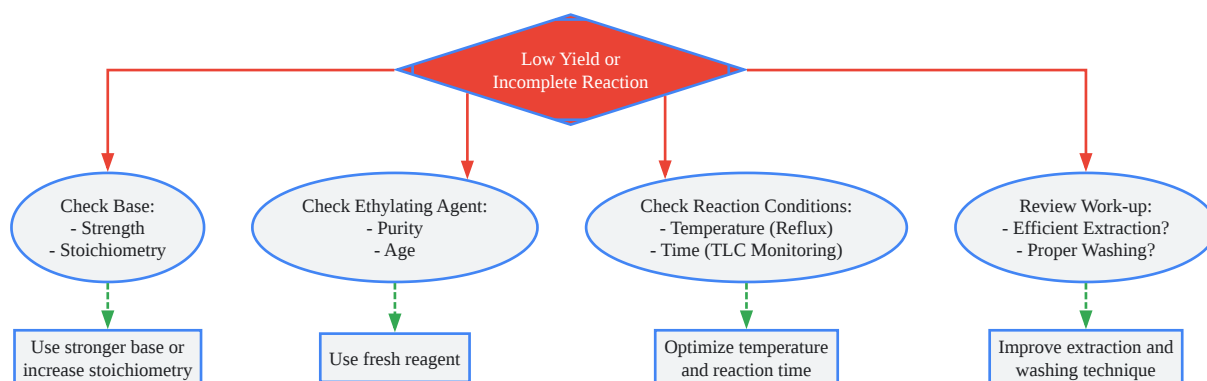 Low Yield or
Incomplete Reaction
Check Base:
- Strength
- Stoichiometry
Check Ethylating Agent:
- Purity
- Age
Check Reaction Conditions:
- Temperature (Reflux)
- Time (TLC Monitoring)
Review Work-up:
- Efficient Extraction?
- Proper Washing?
Use stronger base or
increase stoichiometry
Use fresh reagent
Optimize temperature
and reaction time
Improve extraction and
washing technique